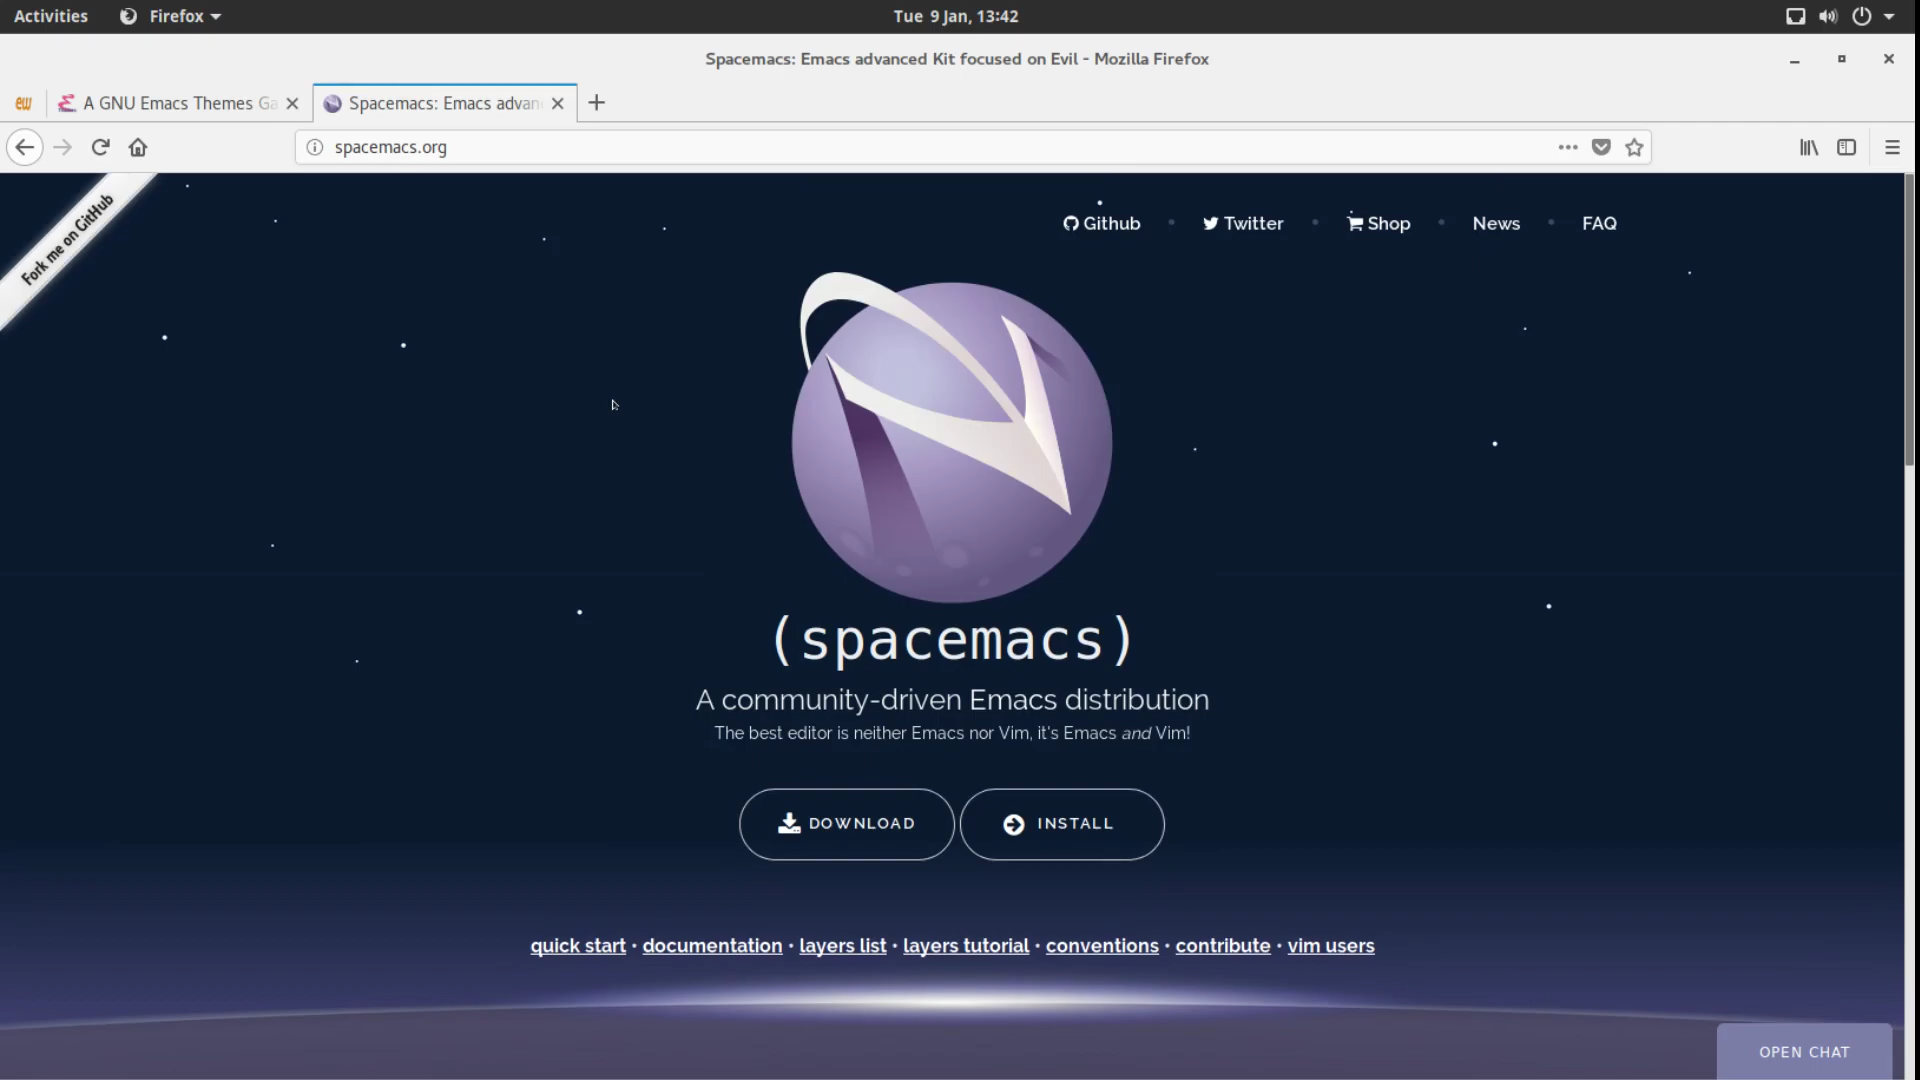 Activities Firefox Tue 9 Jan, 13:42
Spacemacs: Emacs advanced Kit focused on Evil - Mozilla Firefox
ew A GNU Emacs Themes Ga Spacemacs: Emacs advan
spacemacs.org
Fork me on GitHub
Github • Twitter • Shop • News • FAQ
(spacemacs)
A community-driven Emacs distribution
The best editor is neither Emacs nor Vim, it's Emacs and Vim!
DOWNLOAD INSTALL
quick start · documentation · layers list · layers tutorial · conventions · contribute · vim users
OPEN CHAT